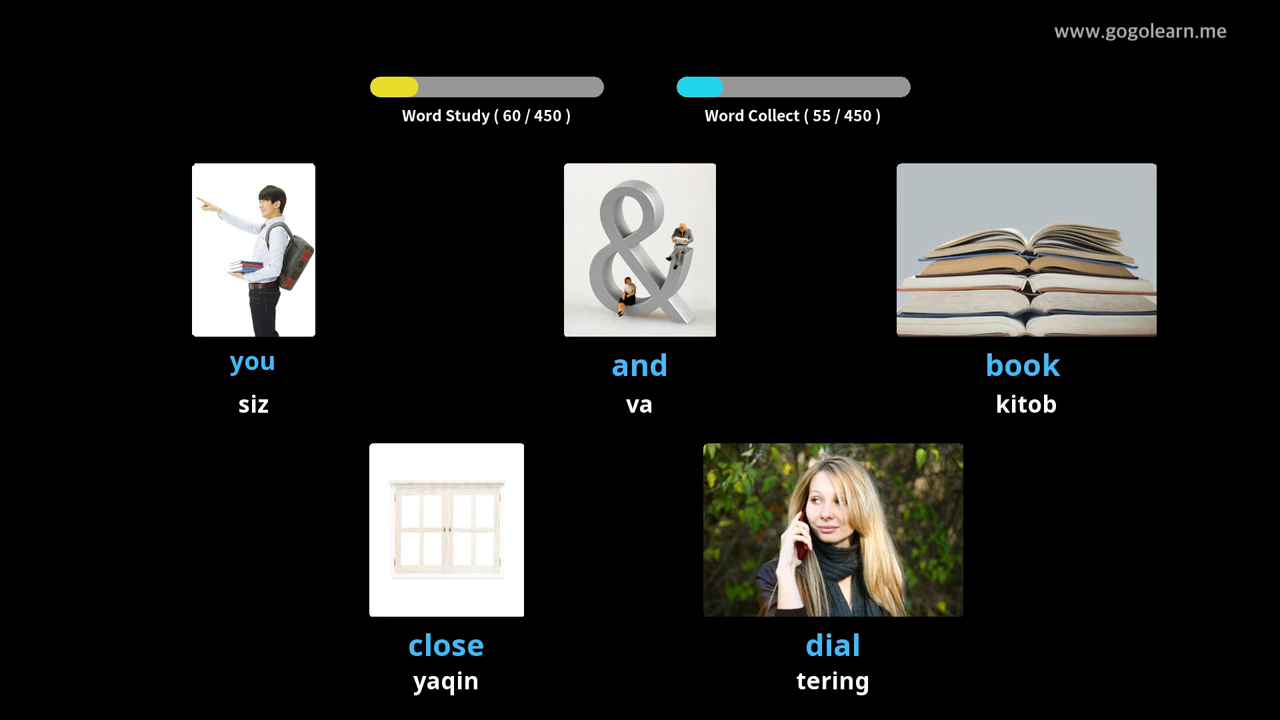 www.gogolearn.me
Word Study ( 60 / 450 )
Word Collect ( 55 / 450 )
you
siz
and
va
book
kitob
close
yaqin
dial
tering